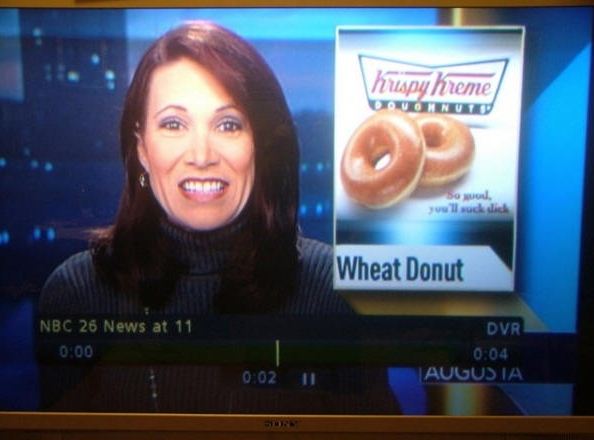 Krispy Kreme
DOUGHNUTS
So good,
you'll suck dick
Wheat Donut
NBC 26 News at 11
DVR
0:00
0:04
0:02
AUGUSTA
SONY